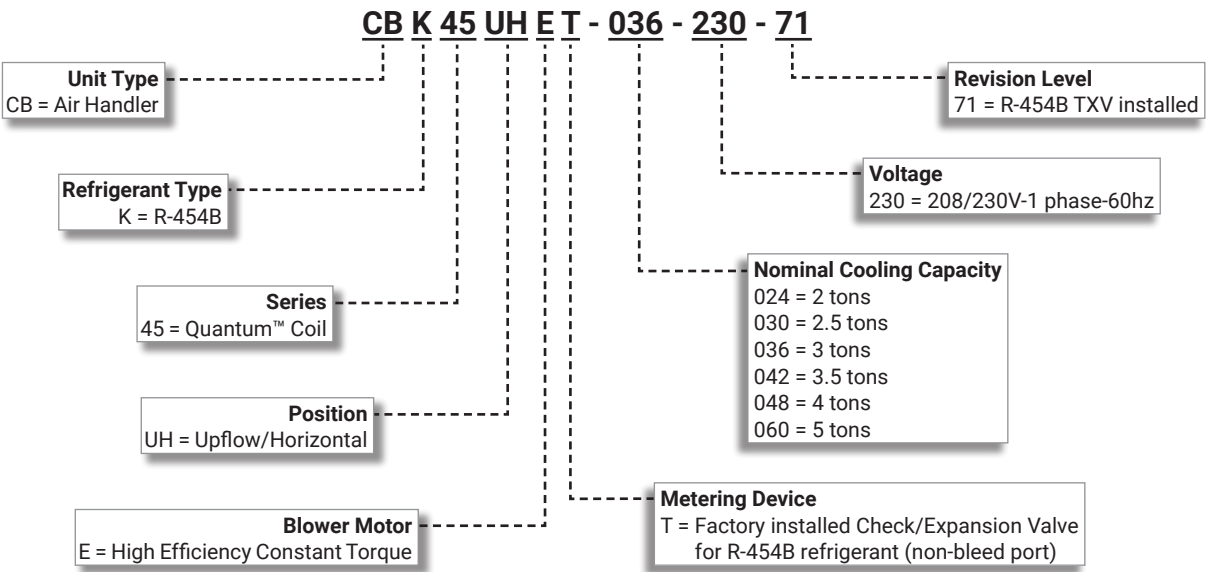 CB K 45 UH E T - 036 - 230 - 71
Unit Type
CB = Air Handler
Refrigerant Type
K = R-454B
Series
45 = Quantum™ Coil
Position
UH = Upflow/Horizontal
Blower Motor
E = High Efficiency Constant Torque
Revision Level
71 = R-454B TXV installed
Voltage
230 = 208/230V-1 phase-60hz
Nominal Cooling Capacity
024 = 2 tons
030 = 2.5 tons
036 = 3 tons
042 = 3.5 tons
048 = 4 tons
060 = 5 tons
Metering Device
T = Factory installed Check/Expansion Valve
for R-454B refrigerant (non-bleed port)